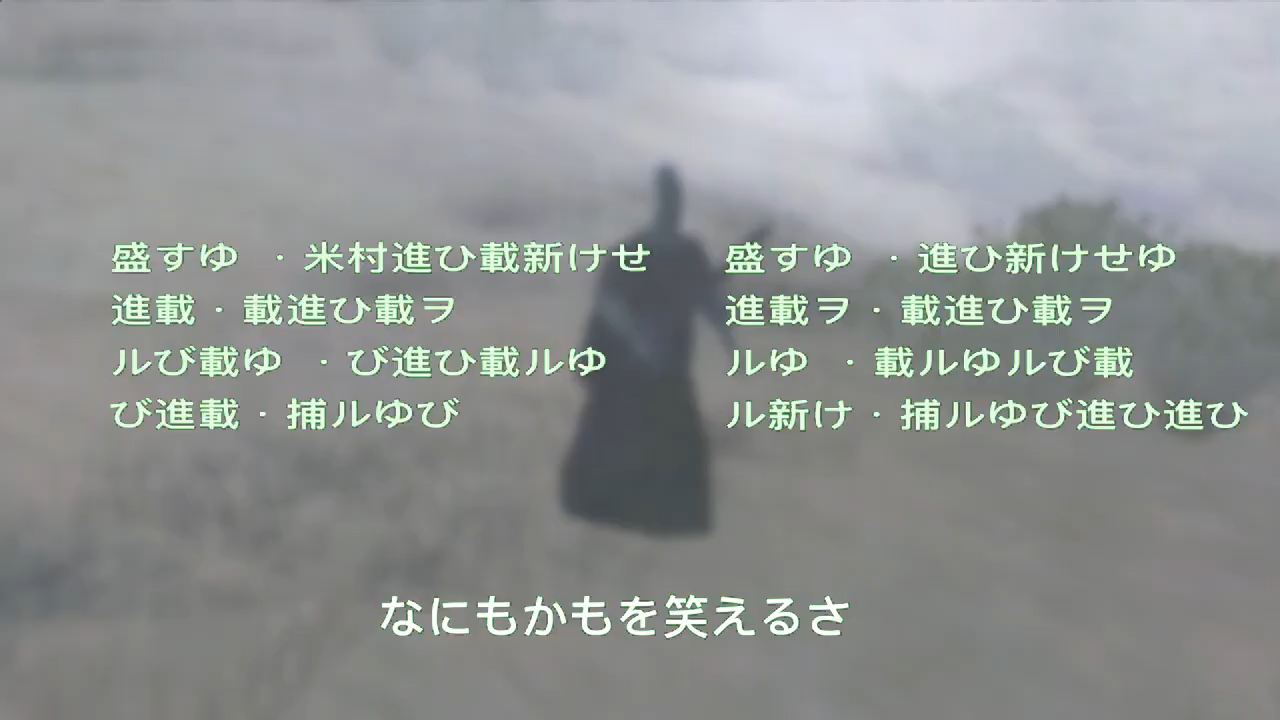 盛すゆ ・米村進ひ載新けせ
進載・載進ひ載ヲ
ルび載ゆ ・び進ひ載ルゆ
び進載・捕ルゆび
盛すゆ ・進ひ新けせゆ
進載ヲ・載進ひ載ヲ
ルゆ ・載ルゆルび載
ル新け・捕ルゆび進ひ進ひ
なにもかもを笑えるさ